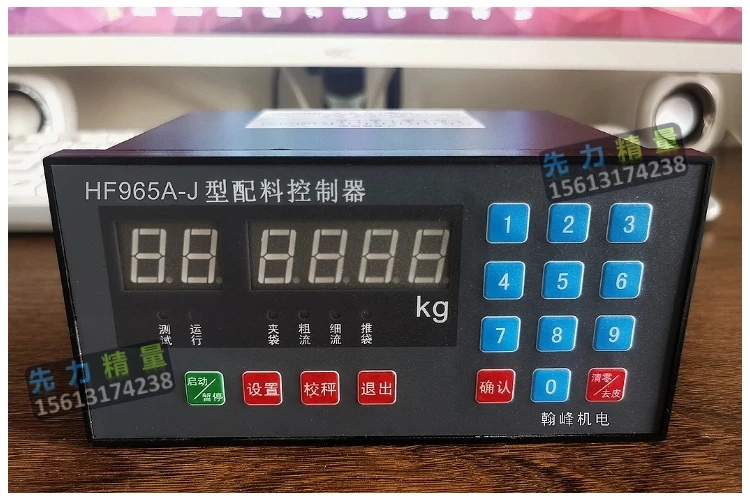 先力精量
15613174238
HF965A-J型配料控制器
1 2 3
4 5 6
7 8 9
kg
测试 运行 夹袋 粗流 细流 推袋
先力精量
15613174238
启动/暂停 设置 校秤 退出 确认 0 清零/去皮
翰峰机电